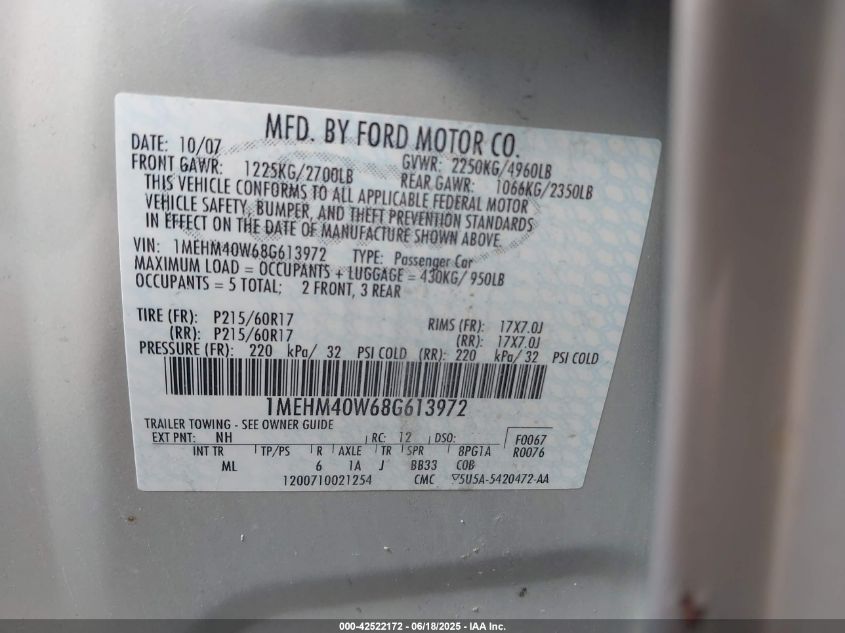 MFD. BY FORD MOTOR CO.
DATE: 10/07 GVWR: 2250KG/4960LB
FRONT GAWR: 1225KG/2700LB REAR GAWR: 1066KG/2350LB
THIS VEHICLE CONFORMS TO ALL APPLICABLE FEDERAL MOTOR
VEHICLE SAFETY, BUMPER, AND THEFT PREVENTION STANDARDS
IN EFFECT ON THE DATE OF MANUFACTURE SHOWN ABOVE.
VIN: 1MEHM40W68G613972 TYPE: Passenger Car
MAXIMUM LOAD = OCCUPANTS + LUGGAGE = 430KG/ 950LB
OCCUPANTS = 5 TOTAL; 2 FRONT, 3 REAR
TIRE (FR): P215/60R17 RIMS (FR): 17X7.0J
(RR): P215/60R17 (RR): 17X7.0J
PRESSURE (FR): 220 kPa/ 32 PSI COLD (RR): 220 kPa/ 32 PSI COLD
1MEHM40W68G613972
TRAILER TOWING - SEE OWNER GUIDE
EXT PNT: NH RC: 12 DSO: F0067
INT TR TP/PS R AXLE TR SPR 8PG1A R0076
ML 6 1A J BB33 COB
1200710021254 CMC 5U5A-5420472-AA
000-42522172 - 06/18/2025 - IAA Inc.